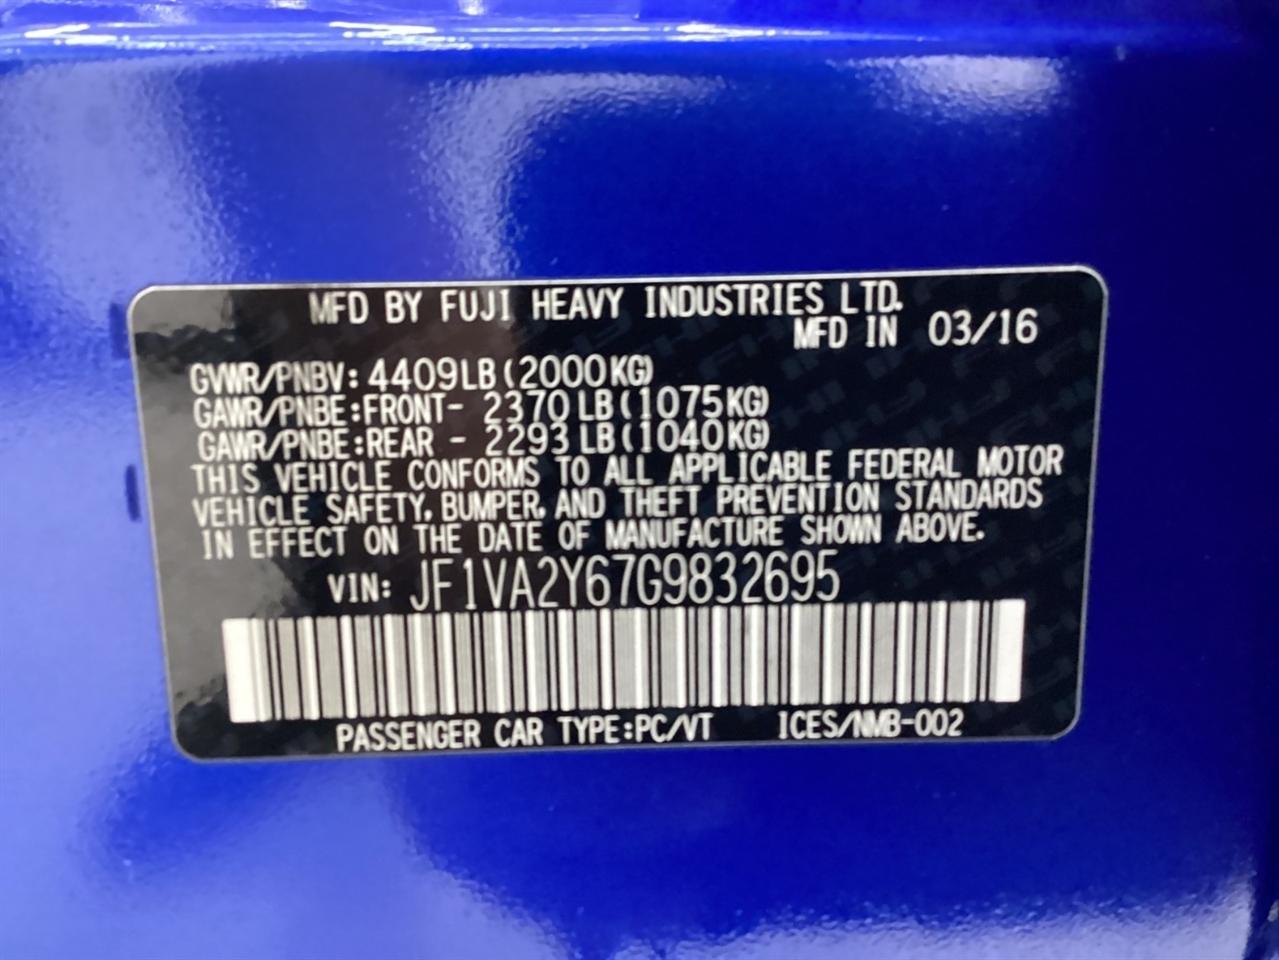 MFD BY FUJI HEAVY INDUSTRIES LTD.
MFD IN 03/16
GVWR/PNBV: 4409LB(2000KG)
GAWR/PNBE:FRONT- 2370LB(1075KG)
GAWR/PNBE:REAR - 2293LB(1040KG)
THIS VEHICLE CONFORMS TO ALL APPLICABLE FEDERAL MOTOR
VEHICLE SAFETY, BUMPER, AND THEFT PREVENTION STANDARDS
IN EFFECT ON THE DATE OF MANUFACTURE SHOWN ABOVE.
VIN: JF1VA2Y67G9832695
PASSENGER CAR TYPE:PC/VT ICES/NMB-002